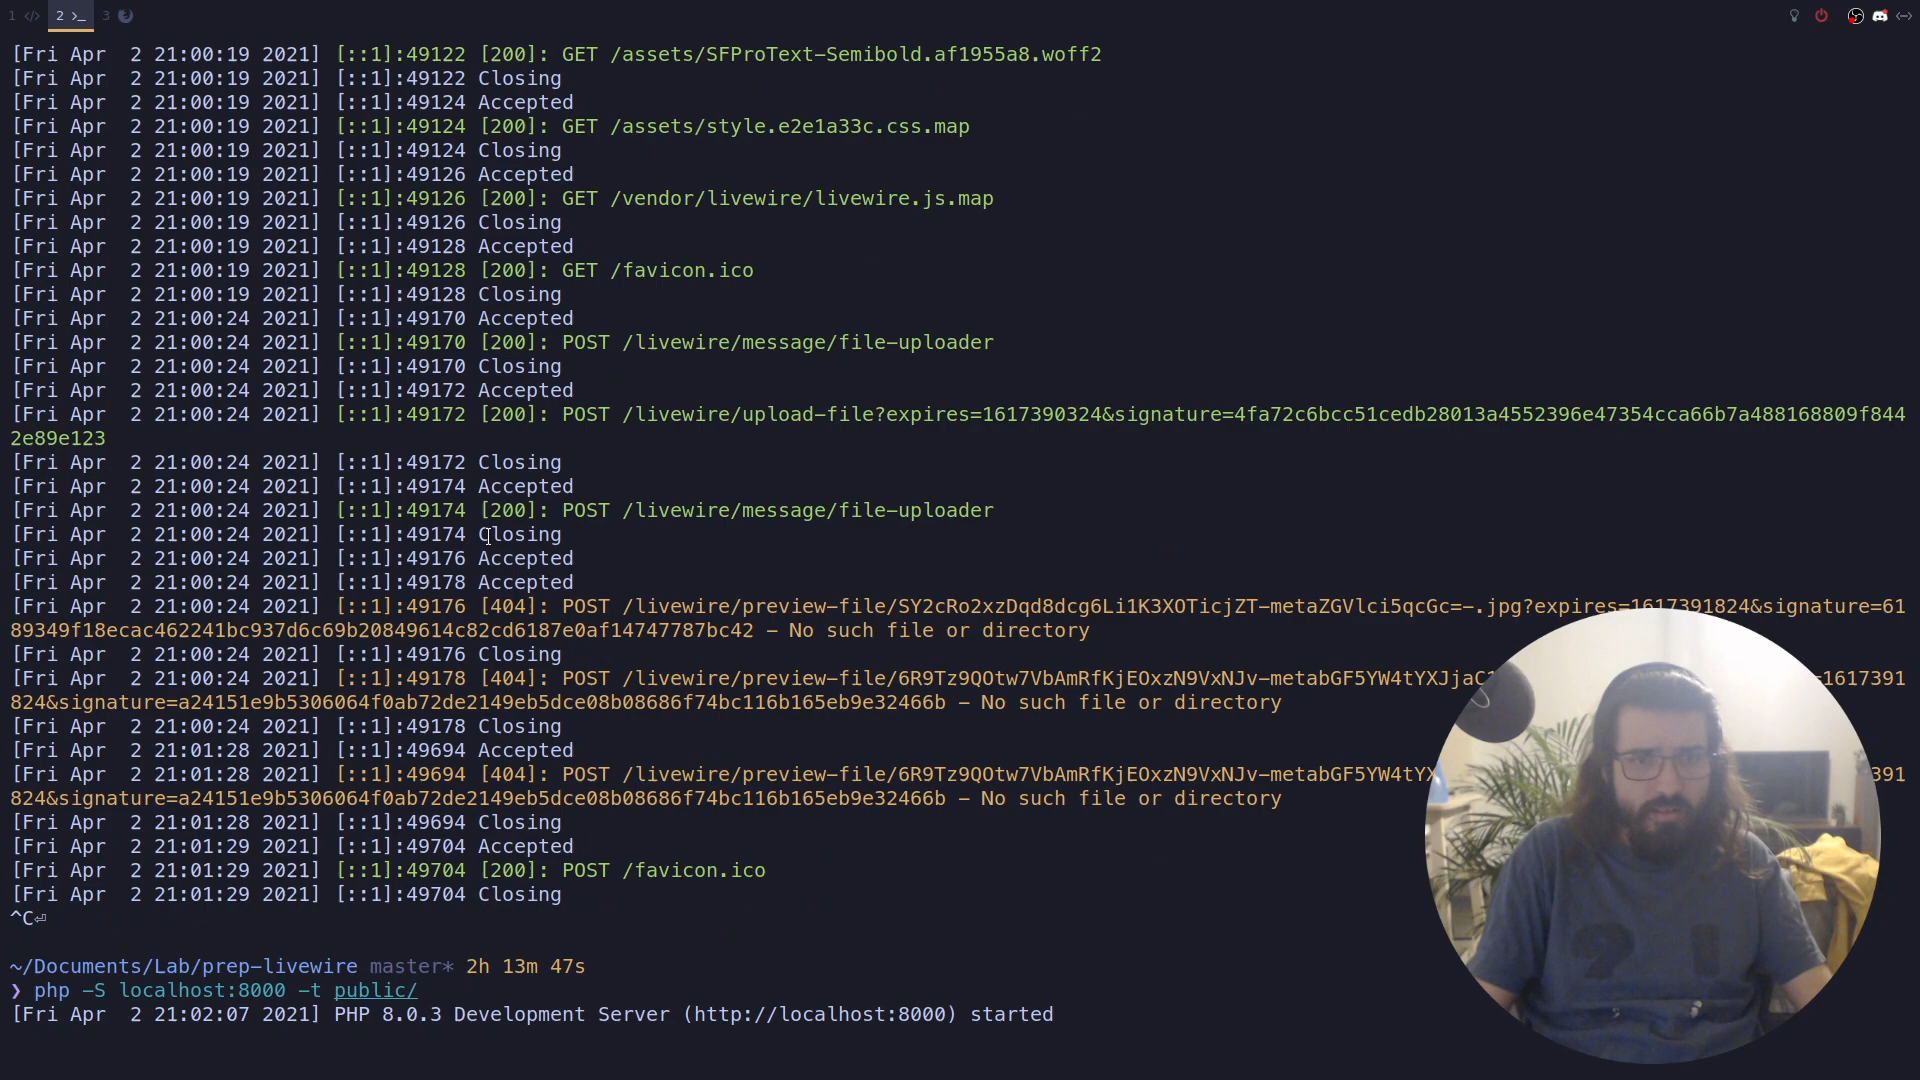 1 </> 2 >_ 3
[Fri Apr  2 21:00:19 2021] [::1]:49122 [200]: GET /assets/SFProText-Semibold.af1955a8.woff2
[Fri Apr  2 21:00:19 2021] [::1]:49122 Closing
[Fri Apr  2 21:00:19 2021] [::1]:49124 Accepted
[Fri Apr  2 21:00:19 2021] [::1]:49124 [200]: GET /assets/style.e2e1a33c.css.map
[Fri Apr  2 21:00:19 2021] [::1]:49124 Closing
[Fri Apr  2 21:00:19 2021] [::1]:49126 Accepted
[Fri Apr  2 21:00:19 2021] [::1]:49126 [200]: GET /vendor/livewire/livewire.js.map
[Fri Apr  2 21:00:19 2021] [::1]:49126 Closing
[Fri Apr  2 21:00:19 2021] [::1]:49128 Accepted
[Fri Apr  2 21:00:19 2021] [::1]:49128 [200]: GET /favicon.ico
[Fri Apr  2 21:00:19 2021] [::1]:49128 Closing
[Fri Apr  2 21:00:24 2021] [::1]:49170 Accepted
[Fri Apr  2 21:00:24 2021] [::1]:49170 [200]: POST /livewire/message/file-uploader
[Fri Apr  2 21:00:24 2021] [::1]:49170 Closing
[Fri Apr  2 21:00:24 2021] [::1]:49172 Accepted
[Fri Apr  2 21:00:24 2021] [::1]:49172 [200]: POST /livewire/upload-file?expires=1617390324&signature=4fa72c6bcc51cedb28013a4552396e47354cca66b7a488168809f844
2e89e123
[Fri Apr  2 21:00:24 2021] [::1]:49172 Closing
[Fri Apr  2 21:00:24 2021] [::1]:49174 Accepted
[Fri Apr  2 21:00:24 2021] [::1]:49174 [200]: POST /livewire/message/file-uploader
[Fri Apr  2 21:00:24 2021] [::1]:49174 Closing
[Fri Apr  2 21:00:24 2021] [::1]:49176 Accepted
[Fri Apr  2 21:00:24 2021] [::1]:49178 Accepted
[Fri Apr  2 21:00:24 2021] [::1]:49176 [404]: POST /livewire/preview-file/SY2cRo2xzDqd8dcg6Li1K3XOTicjZT-metaZGVlci5qcGc=-.jpg?expires=1617391824&signature=61
89349f18ecac462241bc937d6c69b20849614c82cd6187e0af14747787bc42 - No such file or directory
[Fri Apr  2 21:00:24 2021] [::1]:49176 Closing
[Fri Apr  2 21:00:24 2021] [::1]:49178 [404]: POST /livewire/preview-file/6R9Tz9QOtw7VbAmRfKjEOxzN9VxNJv-metabGF5YW4tYXJjaC =1617391
824&signature=a24151e9b5306064f0ab72de2149eb5dce08b08686f74bc116b165eb9e32466b - No such file or directory
[Fri Apr  2 21:00:24 2021] [::1]:49178 Closing
[Fri Apr  2 21:01:28 2021] [::1]:49694 Accepted
[Fri Apr  2 21:01:28 2021] [::1]:49694 [404]: POST /livewire/preview-file/6R9Tz9QOtw7VbAmRfKjEOxzN9VxNJv-metabGF5YW4tYX 391
824&signature=a24151e9b5306064f0ab72de2149eb5dce08b08686f74bc116b165eb9e32466b - No such file or directory
[Fri Apr  2 21:01:28 2021] [::1]:49694 Closing
[Fri Apr  2 21:01:29 2021] [::1]:49704 Accepted
[Fri Apr  2 21:01:29 2021] [::1]:49704 [200]: POST /favicon.ico
[Fri Apr  2 21:01:29 2021] [::1]:49704 Closing
^C⏎
~/Documents/Lab/prep-livewire master* 2h 13m 47s
❯ php -S localhost:8000 -t public/
[Fri Apr  2 21:02:07 2021] PHP 8.0.3 Development Server (http://localhost:8000) started